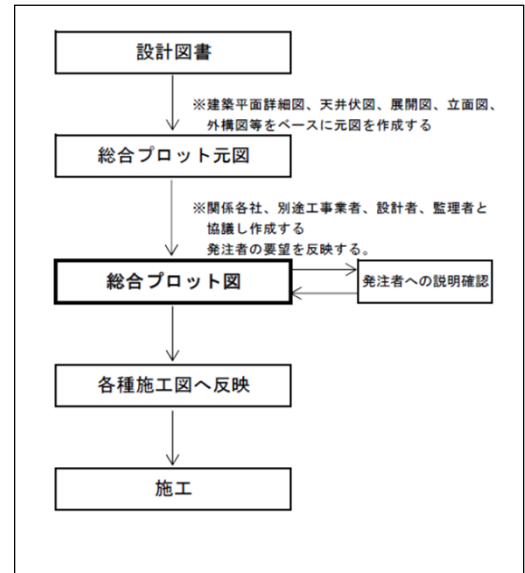 設計図書
※建築平面詳細図、天井伏図、展開図、立面図、
外構図等をベースに元図を作成する
総合プロット元図
※関係各社、別途工事業者、設計者、監理者と
協議し作成する
発注者の要望を反映する。
総合プロット図
発注者への説明確認
各種施工図へ反映
施工